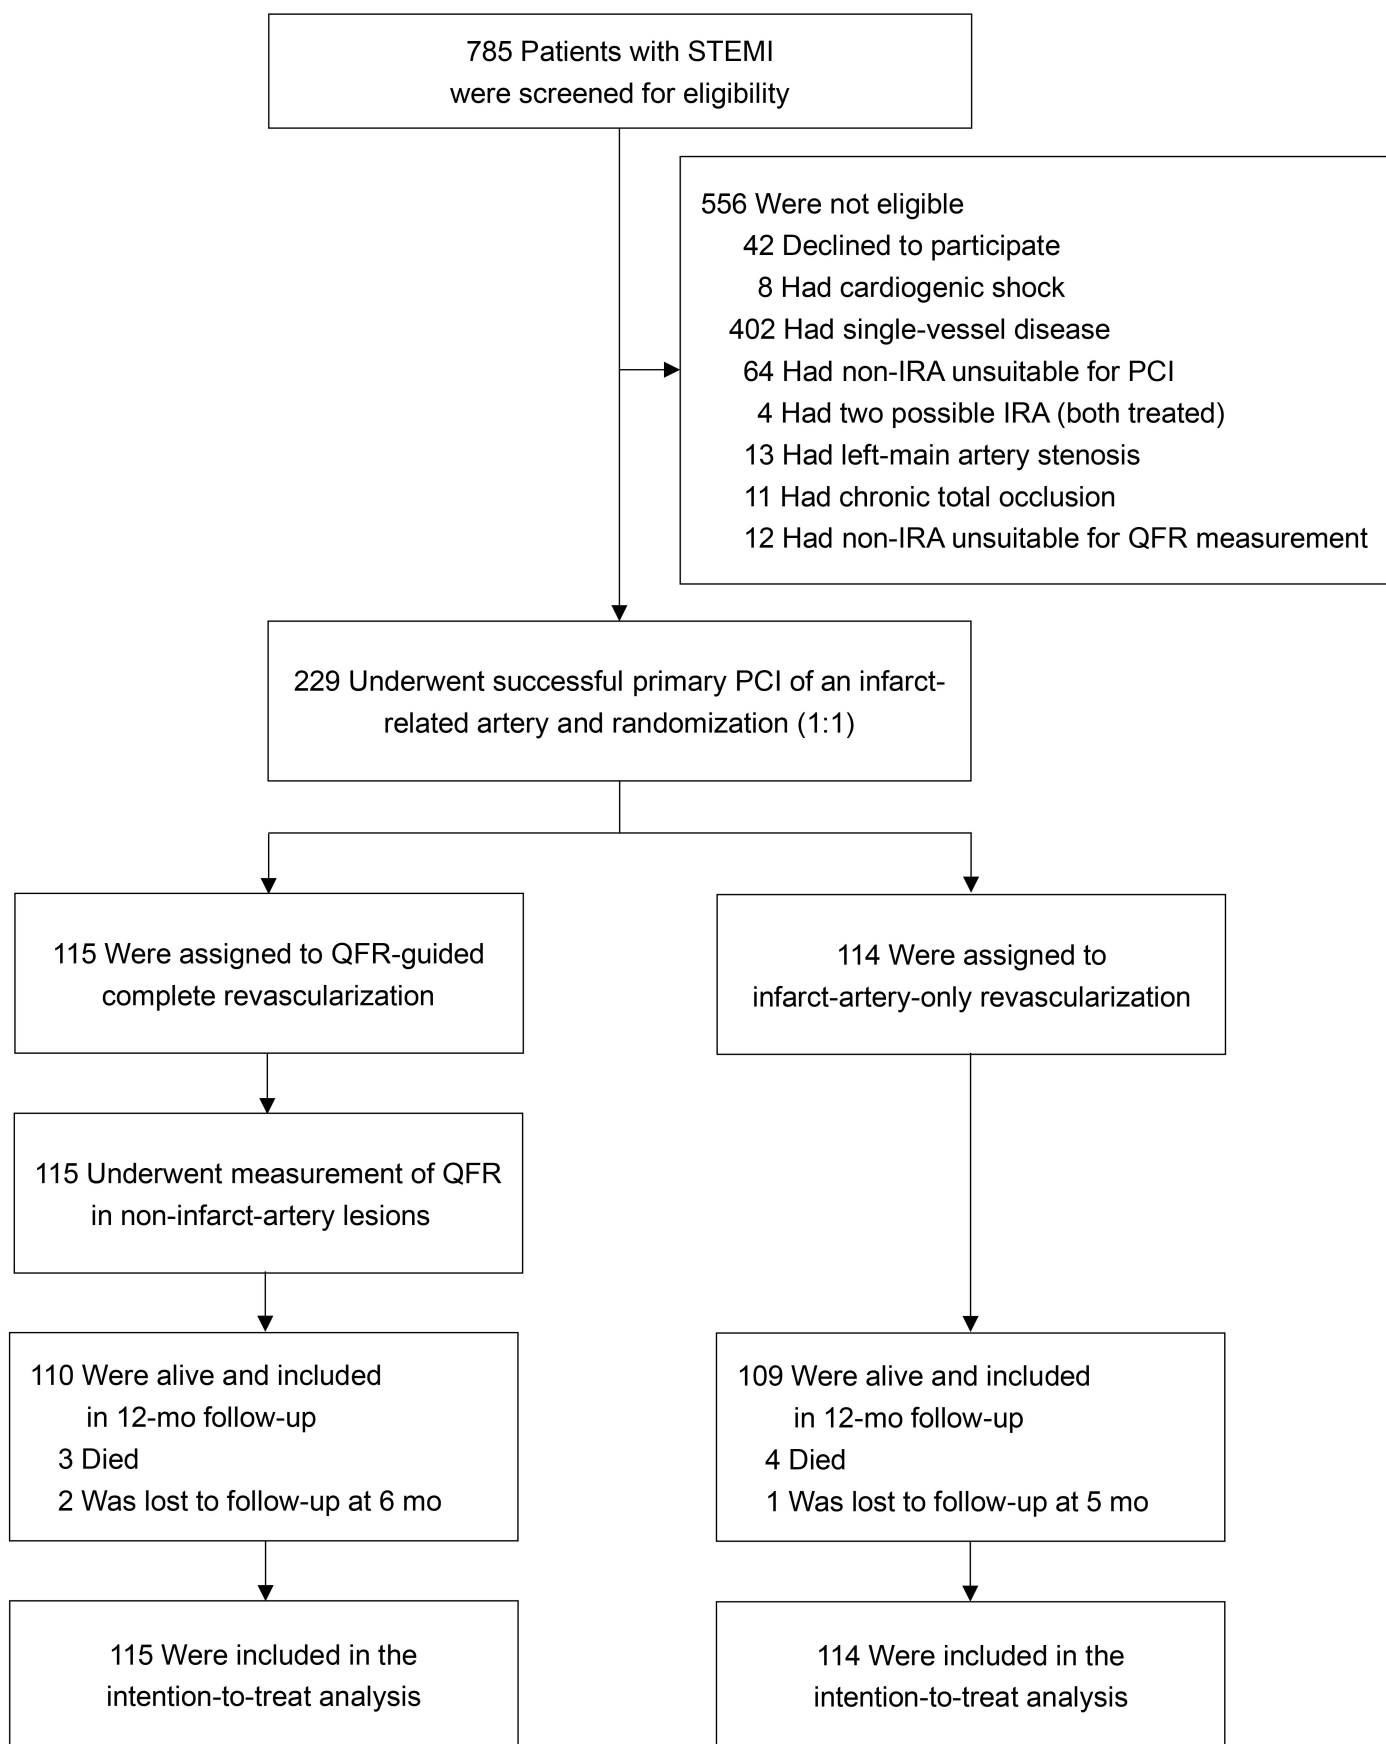 785 Patients with STEMI
were screened for eligibility
556 Were not eligible
42 Declined to participate
8 Had cardiogenic shock
402 Had single-vessel disease
64 Had non-IRA unsuitable for PCI
4 Had two possible IRA (both treated)
13 Had left-main artery stenosis
11 Had chronic total occlusion
12 Had non-IRA unsuitable for QFR measurement
229 Underwent successful primary PCI of an infarct-
related artery and randomization (1:1)
115 Were assigned to QFR-guided
complete revascularization
114 Were assigned to
infarct-artery-only revascularization
115 Underwent measurement of QFR
in non-infarct-artery lesions
110 Were alive and included
in 12-mo follow-up
3 Died
2 Was lost to follow-up at 6 mo
109 Were alive and included
in 12-mo follow-up
4 Died
1 Was lost to follow-up at 5 mo
115 Were included in the
intention-to-treat analysis
114 Were included in the
intention-to-treat analysis